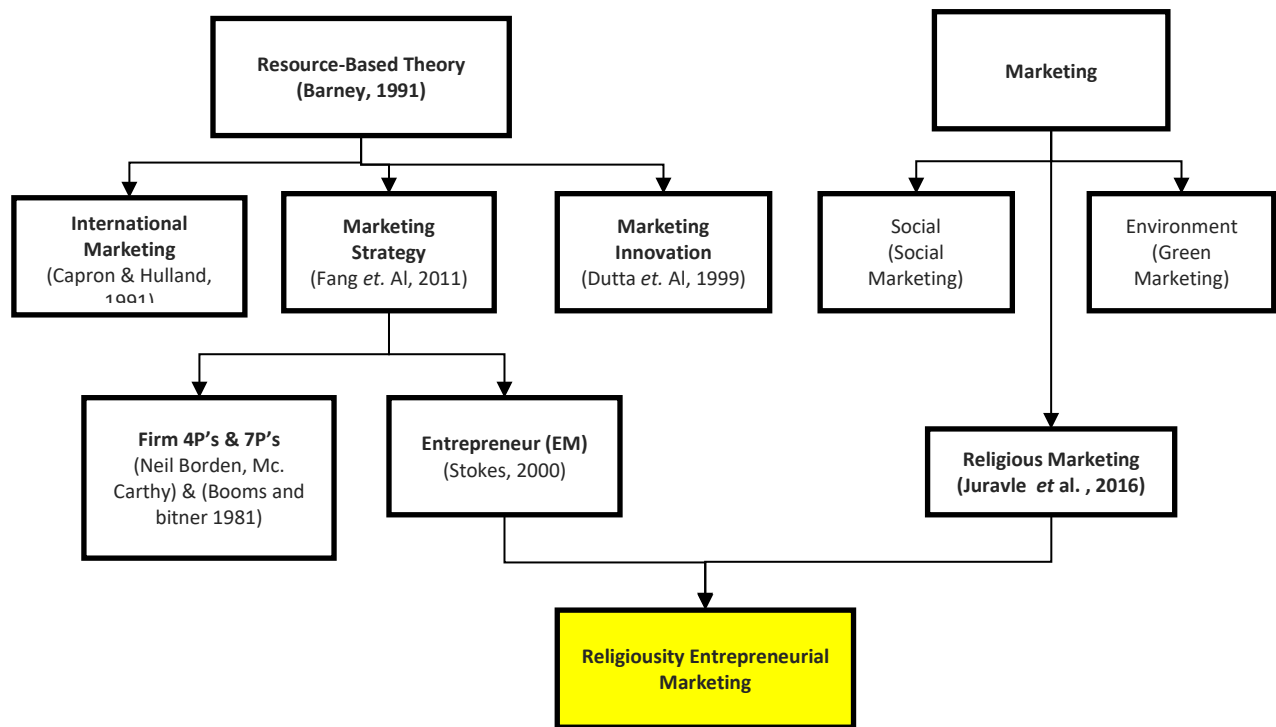 Resource-Based Theory
(Barney, 1991)
Marketing
International
Marketing
(Capron & Hulland,
1991)
Marketing
Strategy
(Fang et. Al, 2011)
Marketing
Innovation
(Dutta et. Al, 1999)
Social
(Social
Marketing)
Environment
(Green
Marketing)
Firm 4P’s & 7P’s
(Neil Borden, Mc.
Carthy) & (Booms and
bitner 1981)
Entrepreneur (EM)
(Stokes, 2000)
Religious Marketing
(Juravle et al. , 2016)
Religiousity Entrepreneurial
Marketing